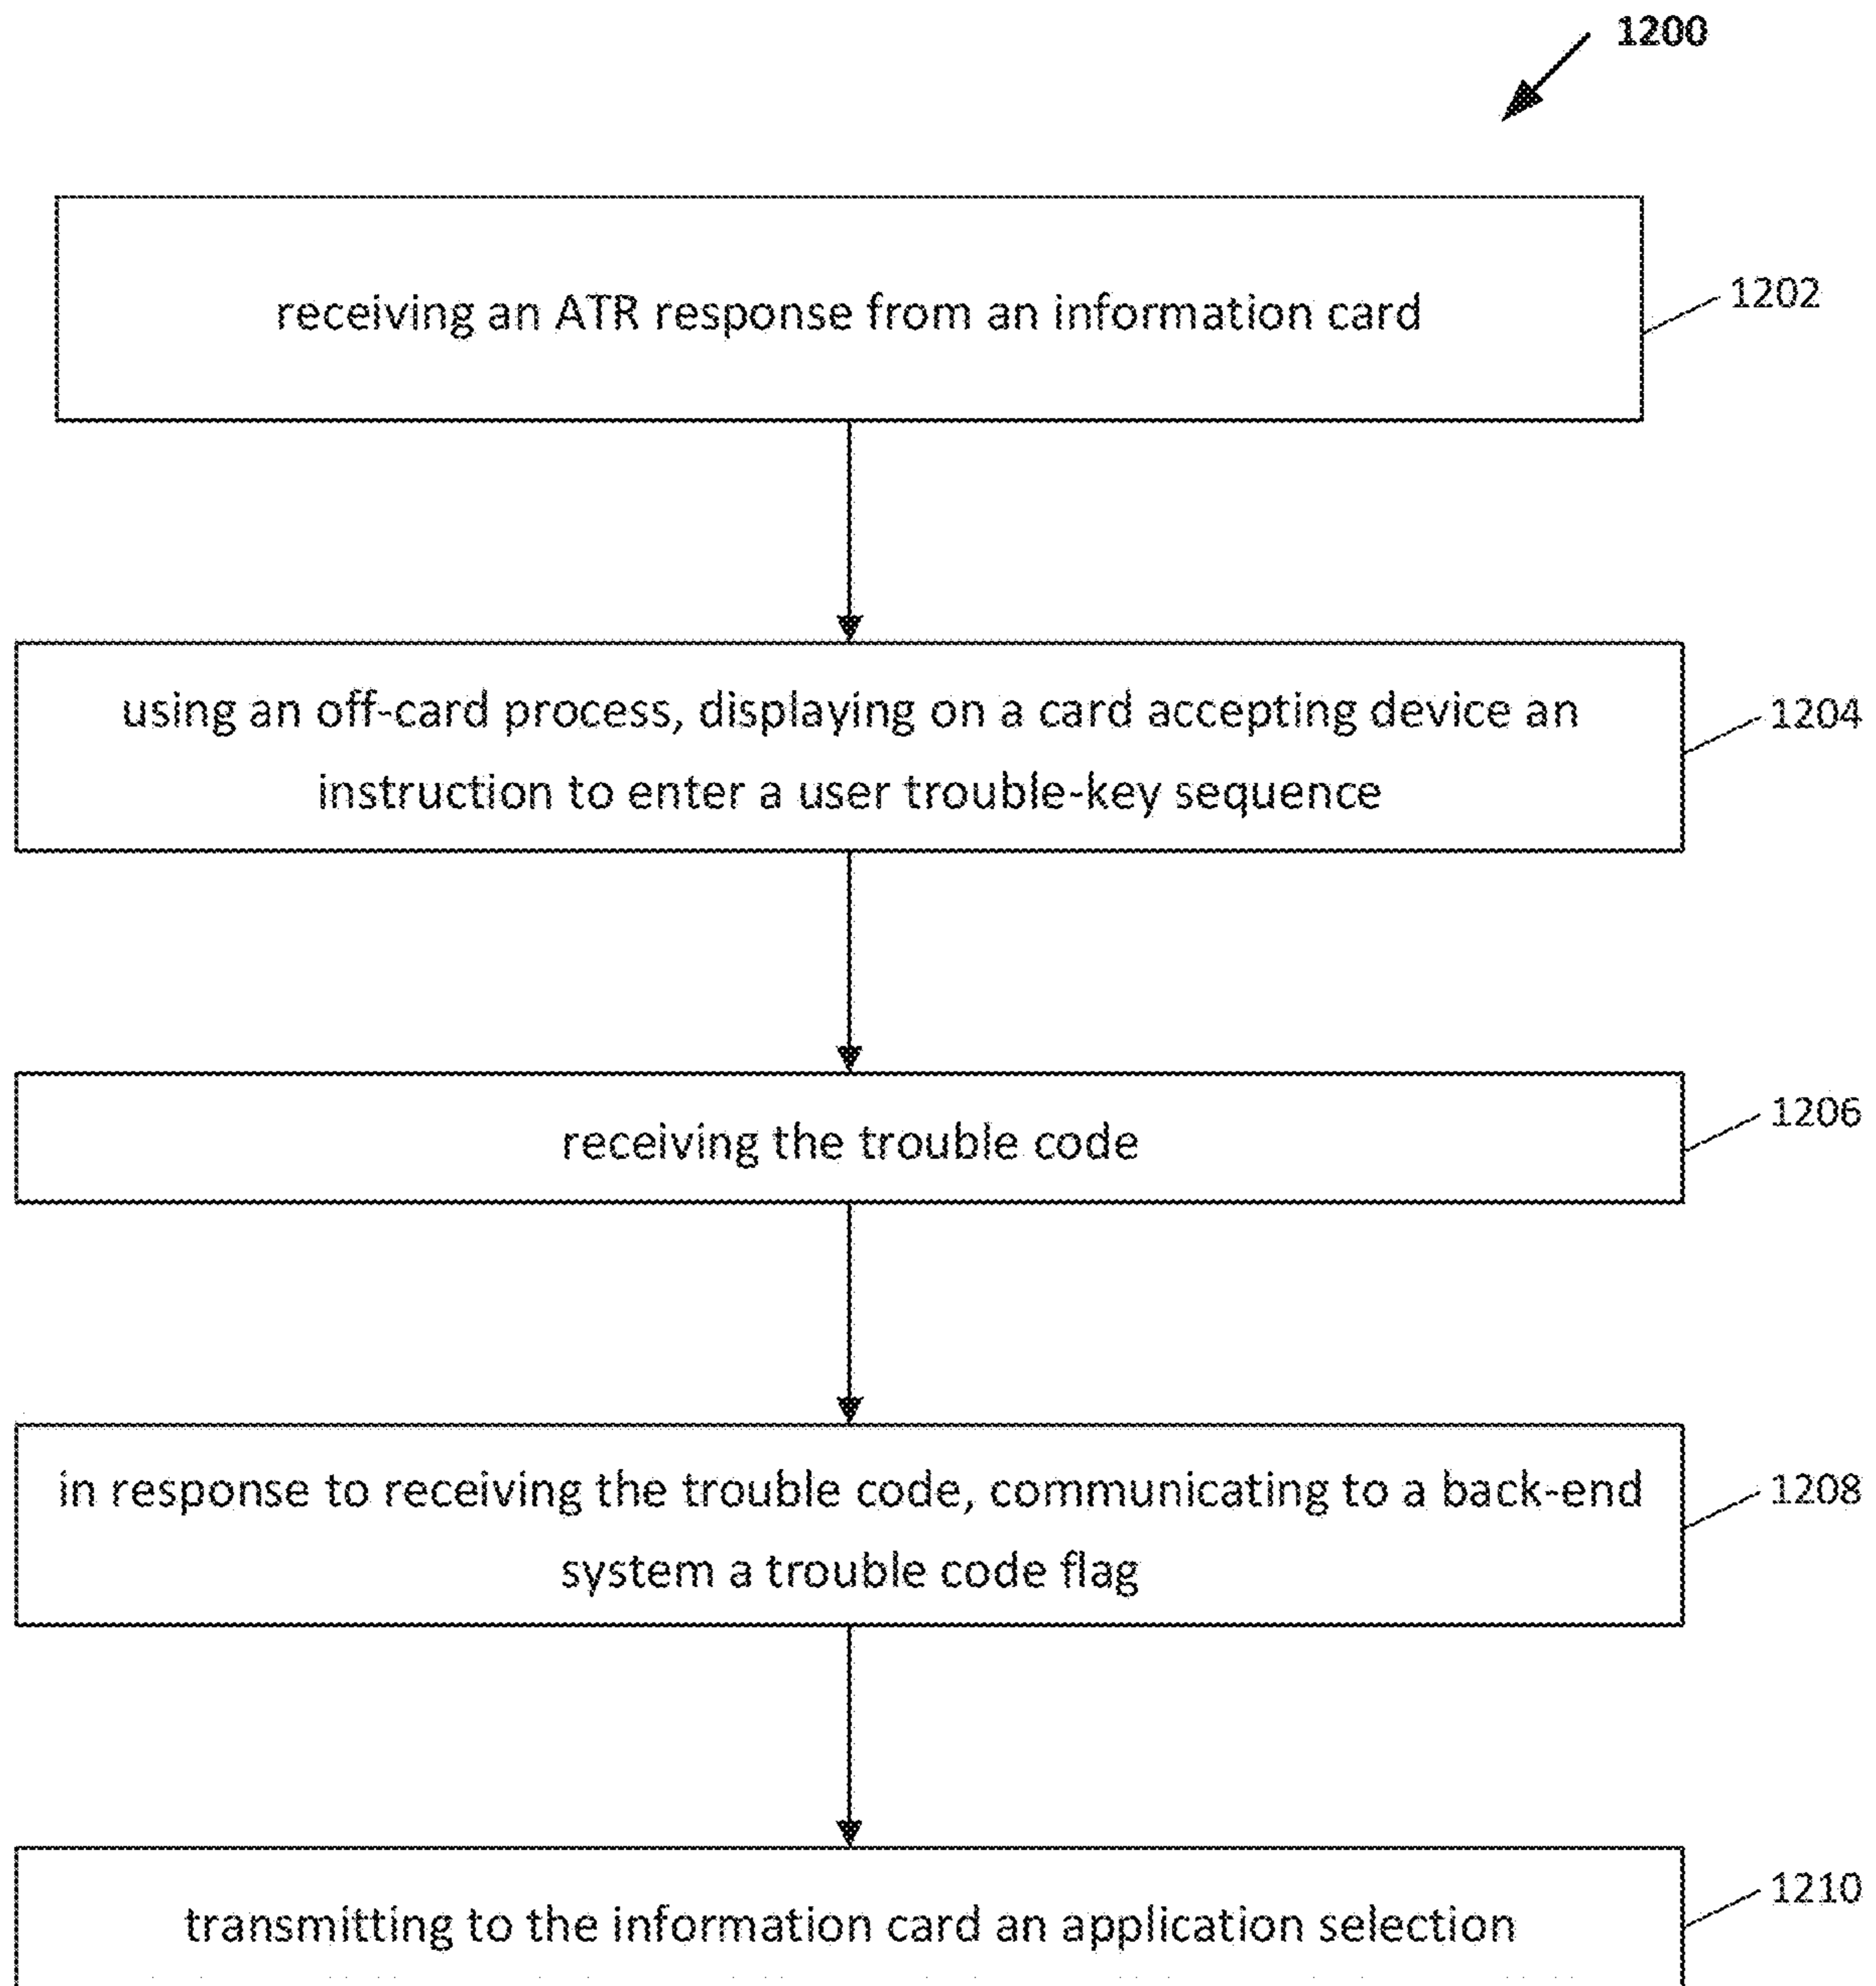 1200
receiving an ATR response from an information card
1202
using an off-card process, displaying on a card accepting device an
instruction to enter a user trouble-key sequence
1204
receiving the trouble code
1206
in response to receiving the trouble code, communicating to a back-end
system a trouble code flag
1208
transmitting to the information card an application selection
1210